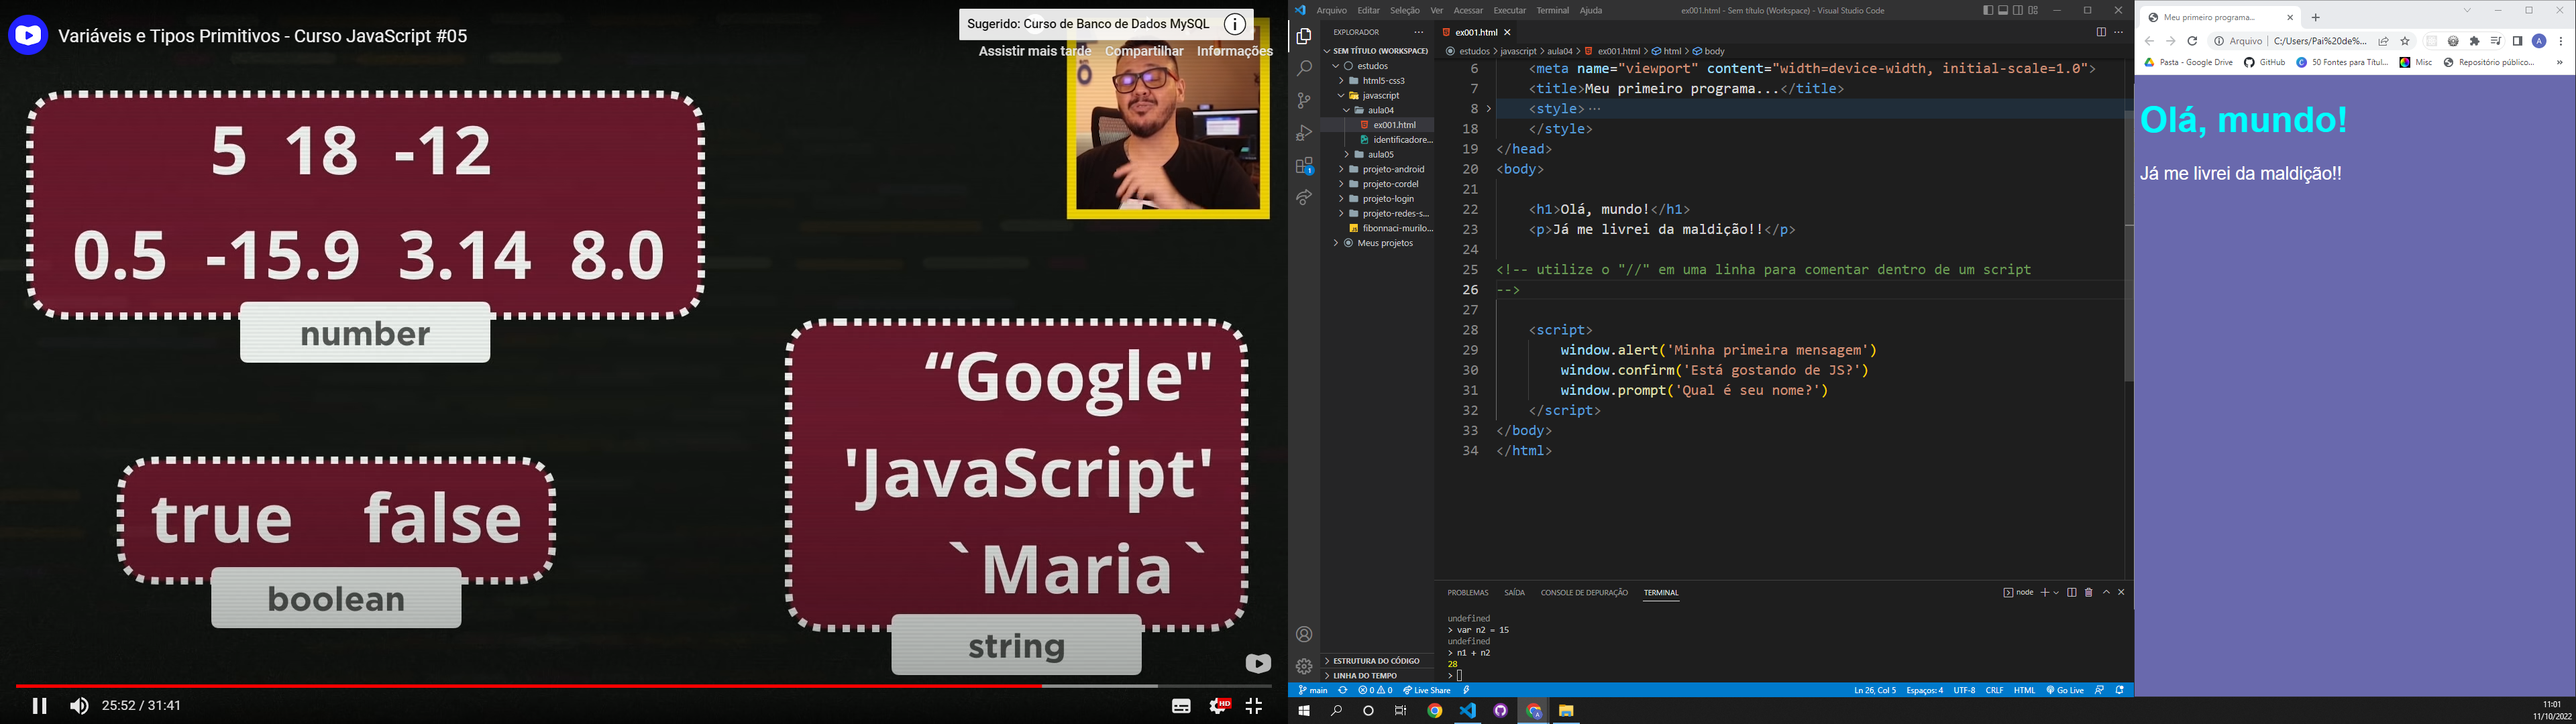 Variáveis e Tipos Primitivos - Curso JavaScript #05
Sugerido: Curso de Banco de Dados MySQL
Assistir mais tarde Compartilhar Informações
5 18 -12
0.5 -15.9 3.14 8.0
number
true false
boolean
“Google"
'JavaScript'
`Maria`
string
25:52 / 31:41
HD
Arquivo Editar Seleção Ver Acessar Executar Terminal Ajuda
ex001.html - Sem título (Workspace) - Visual Studio Code
EXPLORADOR
SEM TÍTULO (WORKSPACE)
estudos
html5-css3
javascript
aula04
ex001.html
identificadore...
aula05
projeto-android
projeto-cordel
projeto-login
projeto-redes-s...
fibonnaci-murilo...
Meus projetos
ESTRUTURA DO CÓDIGO
LINHA DO TEMPO
ex001.html
estudos > javascript > aula04 > ex001.html > html > body
6 <meta name="viewport" content="width=device-width, initial-scale=1.0">
7 <title>Meu primeiro programa...</title>
8 <style>...
18 </style>
19 </head>
20 <body>
21
22 <h1>Olá, mundo!</h1>
23 <p>Já me livrei da maldição!!</p>
24
25 <!-- utilize o "//" em uma linha para comentar dentro de um script
26 -->
27
28 <script>
29 window.alert('Minha primeira mensagem')
30 window.confirm('Está gostando de JS?')
31 window.prompt('Qual é seu nome?')
32 </script>
33 </body>
34 </html>
PROBLEMAS SAÍDA CONSOLE DE DEPURAÇÃO TERMINAL
node
undefined
> var n2 = 15
undefined
> n1 + n2
28
>
main 0 0 Live Share
Ln 26, Col 5 Espaços: 4 UTF-8 CRLF HTML Go Live
Meu primeiro programa...
Arquivo | C:/Users/Pai%20de%...
A
Pasta - Google Drive GitHub 50 Fontes para Títul... Misc Repositório público... »
Olá, mundo!
Já me livrei da maldição!!
11:01
11/10/2022